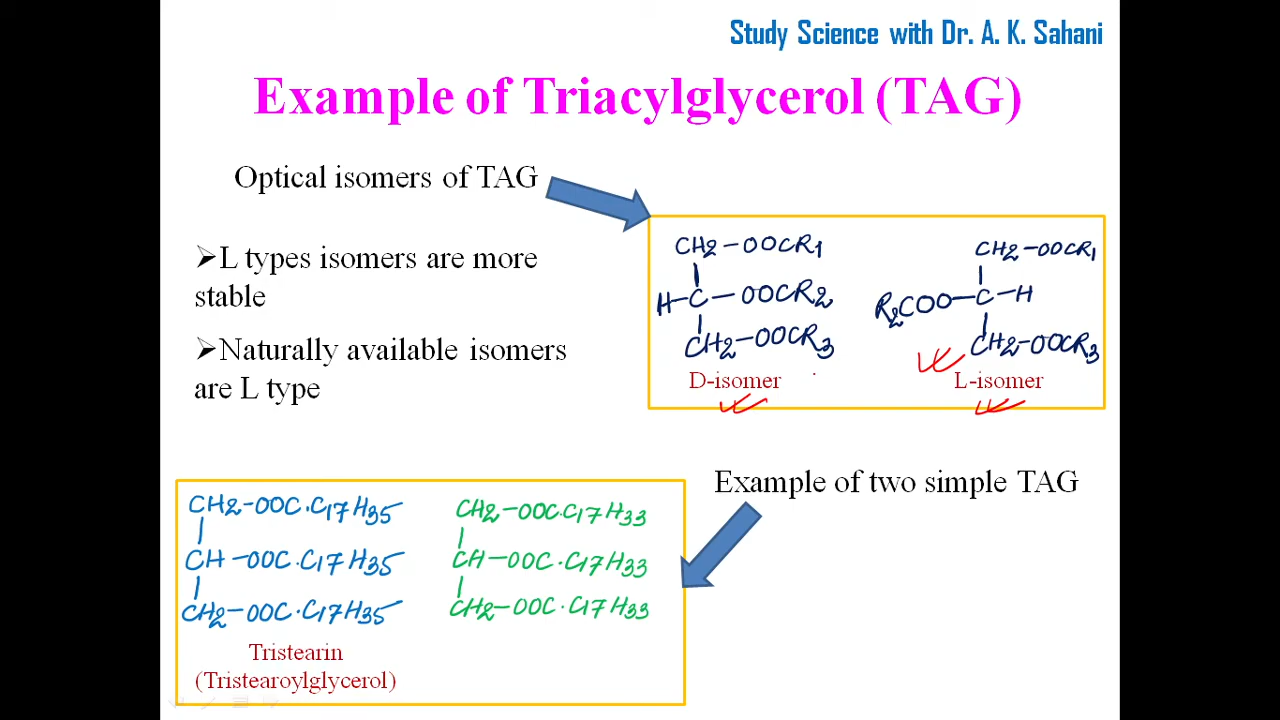 Study Science with Dr. A. K. Sahani
Example of Triacylglycerol (TAG)
Optical isomers of TAG
➢L types isomers are more
stable
➢Naturally available isomers
are L type
CH2-OOCR1
H-C-OOCR2
CH2-OOCR3
D-isomer
CH2-OOCR1
R2COO-C-H
CH2-OOCR3
L-isomer
Example of two simple TAG
CH2-OOC.C17H35
CH-OOC.C17H35
CH2-OOC.C17H35
Tristearin
(Tristearoylglycerol)
CH2-OOC.C17H33
CH-OOC.C17H33
CH2-OOC.C17H33